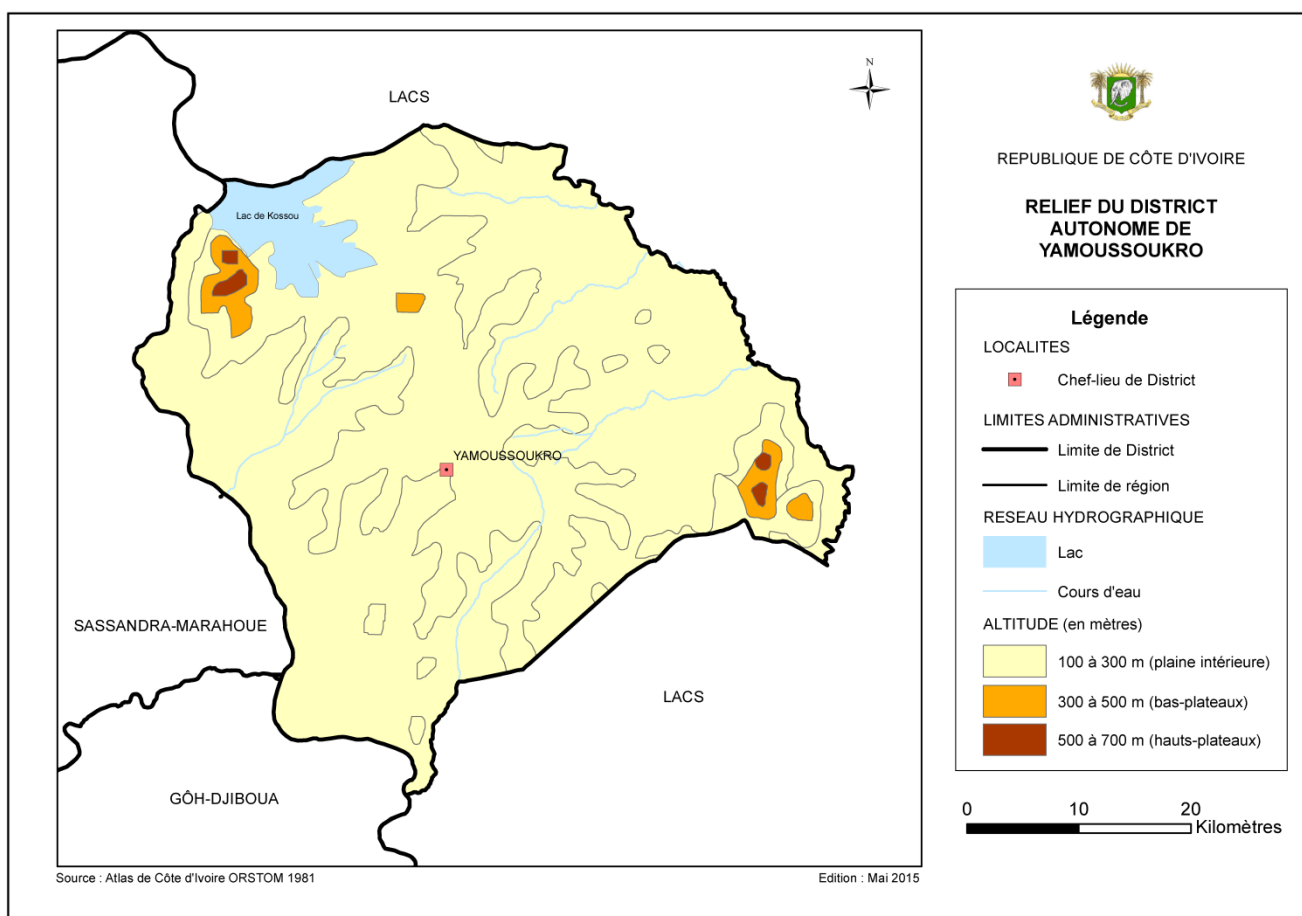 N
LACS
Lac de Kossou
YAMOUSSOUKRO
SASSANDRA-MARAHOUE
LACS
GÔH-DJIBOUA
Source : Atlas de Côte d'Ivoire ORSTOM 1981
Edition : Mai 2015
REPUBLIQUE DE CÔTE D'IVOIRE
RELIEF DU DISTRICT
AUTONOME DE
YAMOUSSOUKRO
Légende
LOCALITES
Chef-lieu de District
LIMITES ADMINISTRATIVES
Limite de District
Limite de région
RESEAU HYDROGRAPHIQUE
Lac
Cours d'eau
ALTITUDE (en mètres)
100 à 300 m (plaine intérieure)
300 à 500 m (bas-plateaux)
500 à 700 m (hauts-plateaux)
0 10 20
Kilomètres